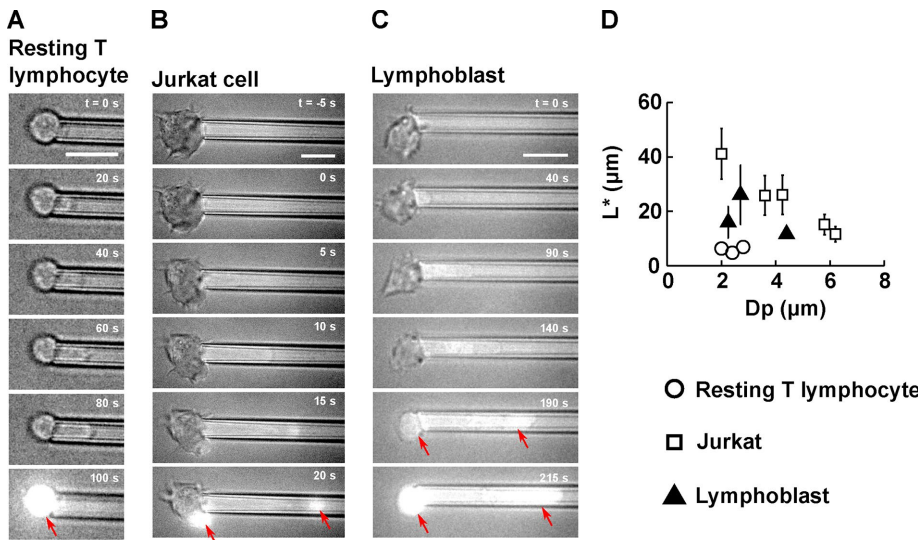 A
B
C
D
Resting T
lymphocyte
Jurkat cell
Lymphoblast
t = 0 s
20 s
40 s
60 s
80 s
100 s
t = -5 s
0 s
5 s
10 s
15 s
20 s
t = 0 s
40 s
90 s
140 s
190 s
215 s
60
40
20
0
L* (μm)
0 2 4 6 8
Dp (μm)
Resting T lymphocyte
Jurkat
Lymphoblast